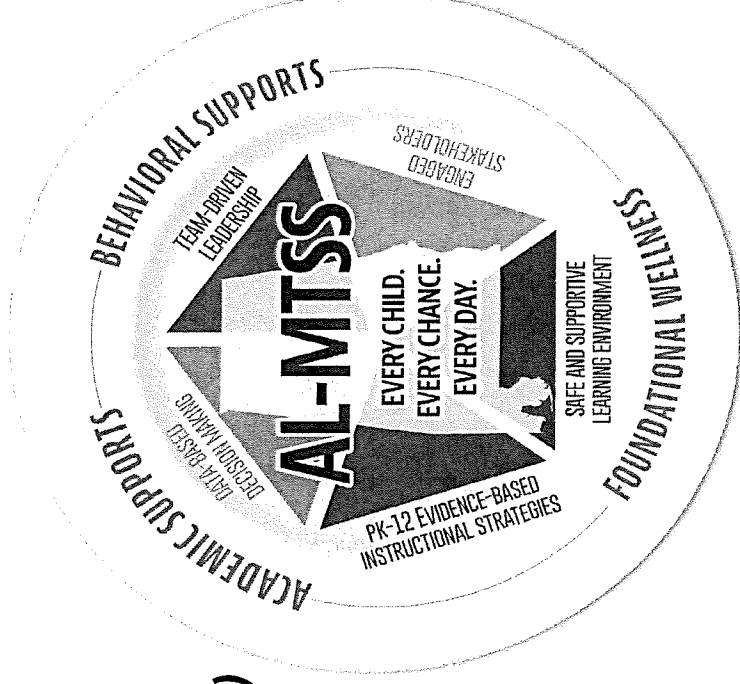 ACADEMIC SUPPORTS
BEHAVIORAL SUPPORTS
DATA-BASED
DECISION MAKING
TEAM-DRIVEN
LEADERSHIP
AL-MTSS
EVERY CHILD.
EVERY CHANCE.
EVERY DAY.
ENGAGED
STAKEHOLDERS
PK-12 EVIDENCE-BASED
INSTRUCTIONAL STRATEGIES
SAFE AND SUPPORTIVE
LEARNING ENVIRONMENT
FOUNDATIONAL WELLNESS